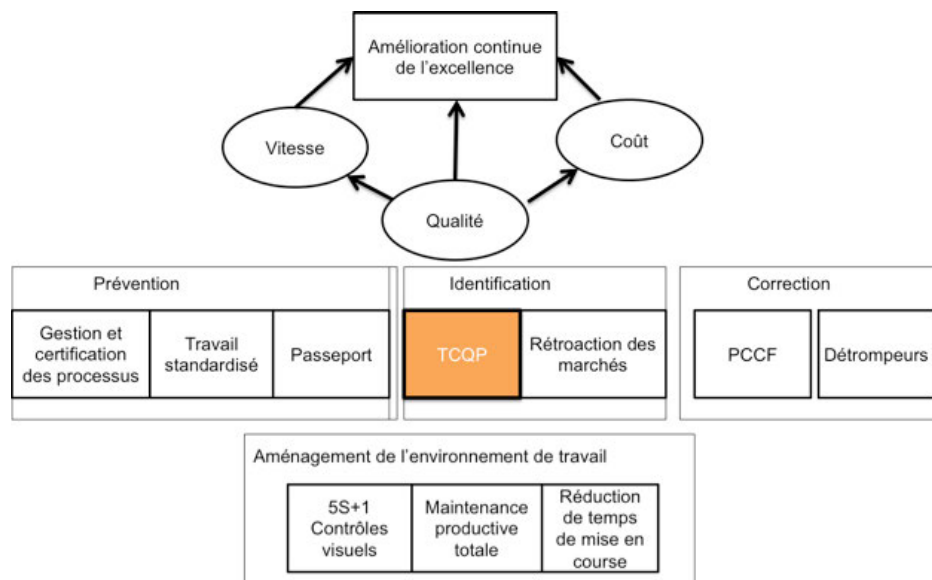 Amélioration continue
de l'excellence
Vitesse
Coût
Qualité
Prévention
Identification
Correction
Gestion et
certification
des processus
Travail
standardisé
Passeport
TCQP
Rétroaction des
marchés
PCCF
Détrompeurs
Aménagement de l'environnement de travail
5S+1
Contrôles
visuels
Maintenance
productive
totale
Réduction
de temps
de mise en
course